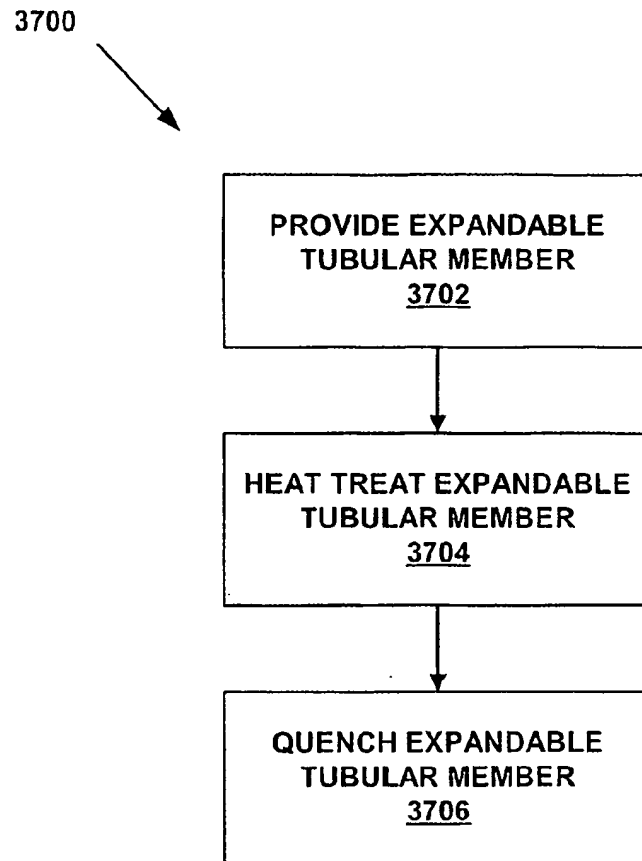 3700
PROVIDE EXPANDABLE
TUBULAR MEMBER
3702
HEAT TREAT EXPANDABLE
TUBULAR MEMBER
3704
QUENCH EXPANDABLE
TUBULAR MEMBER
3706